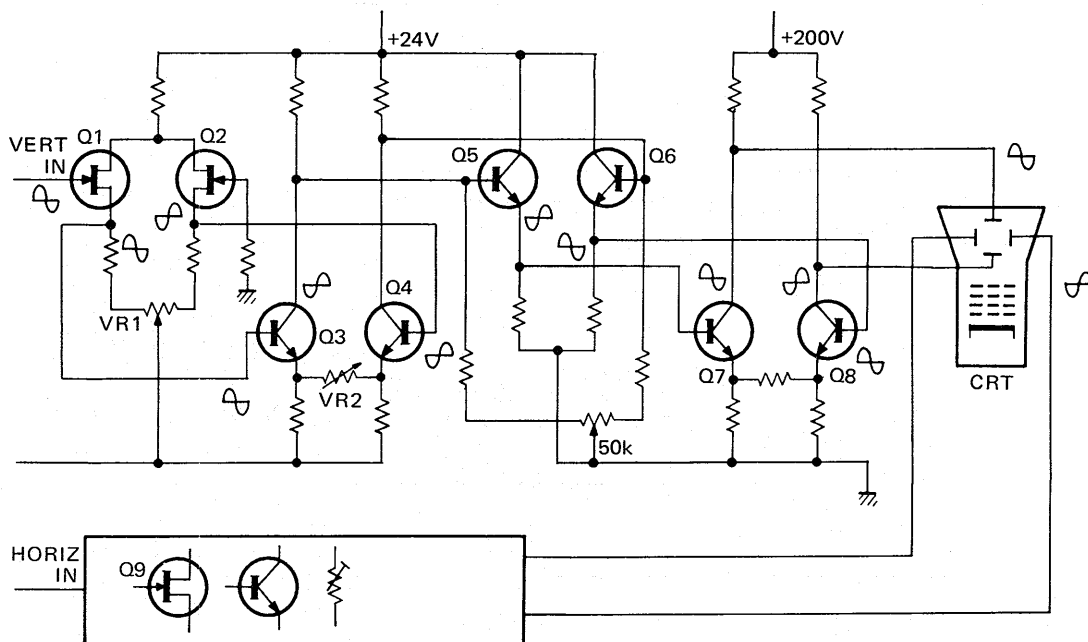 +24V
+200V
Q1
Q2
VERT
IN
Q5
Q6
VR1
Q3
Q4
VR2
50k
Q7
Q8
CRT
HORIZ
IN
Q9